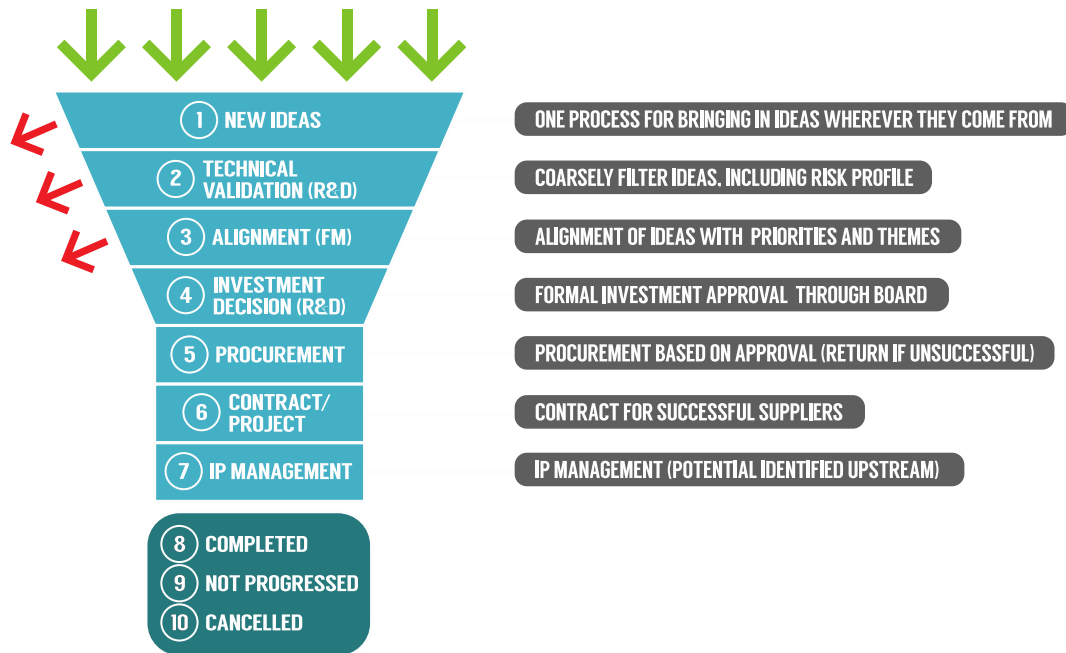 1 NEW IDEAS
ONE PROCESS FOR BRINGING IN IDEAS WHEREVER THEY COME FROM
2 TECHNICAL
VALIDATION (R&D)
COARSELY FILTER IDEAS, INCLUDING RISK PROFILE
3 ALIGNMENT (FM)
ALIGNMENT OF IDEAS WITH PRIORITIES AND THEMES
4 INVESTMENT
DECISION (R&D)
FORMAL INVESTMENT APPROVAL THROUGH BOARD
5 PROCUREMENT
PROCUREMENT BASED ON APPROVAL (RETURN IF UNSUCCESSFUL)
6 CONTRACT/
PROJECT
CONTRACT FOR SUCCESSFUL SUPPLIERS
7 IP MANAGEMENT
IP MANAGEMENT (POTENTIAL IDENTIFIED UPSTREAM)
8 COMPLETED
9 NOT PROGRESSED
10 CANCELLED